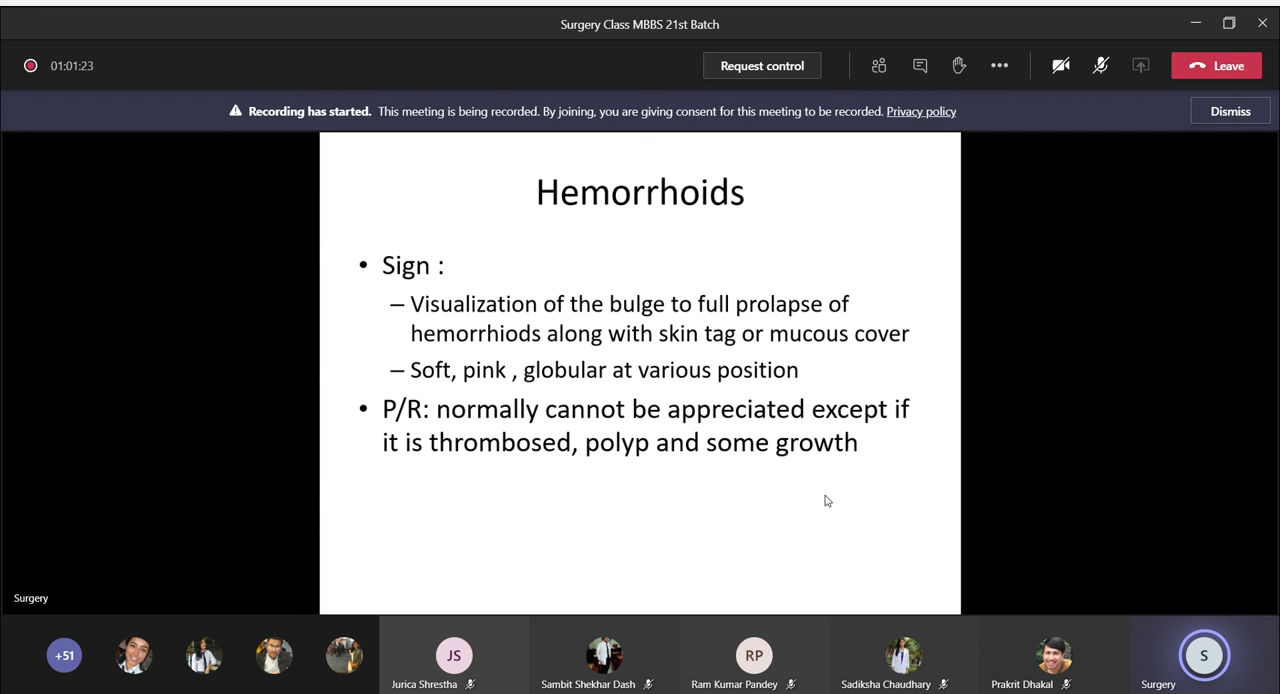 Surgery Class MBBS 21st Batch
01:01:23
Request control
Leave
Recording has started. This meeting is being recorded. By joining, you are giving consent for this meeting to be recorded. Privacy policy
Dismiss
Hemorrhoids
• Sign :
– Visualization of the bulge to full prolapse of
hemorrhiods along with skin tag or mucous cover
– Soft, pink , globular at various position
• P/R: normally cannot be appreciated except if
it is thrombosed, polyp and some growth
Surgery
+51
JS
RP
S
Jurica Shrestha
Sambit Shekhar Dash
Ram Kumar Pandey
Sadiksha Chaudhary
Prakrit Dhakal
Surgery